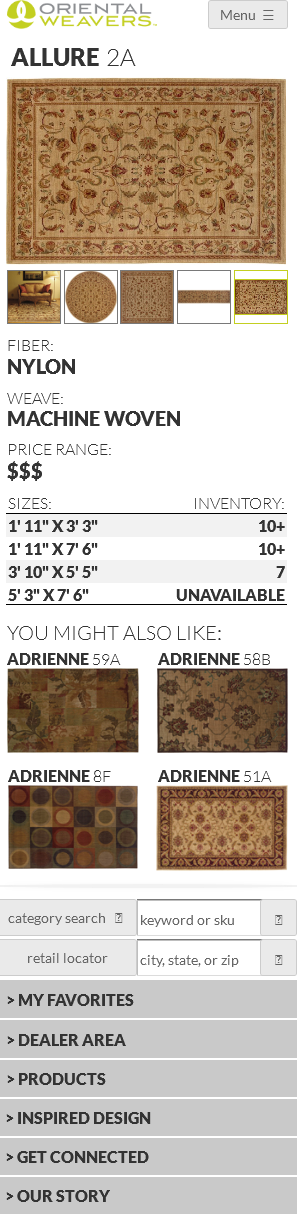 ORIENTAL
WEAVERS.
Menu ☰
ALLURE 2A
FIBER:
NYLON
WEAVE:
MACHINE WOVEN
PRICE RANGE:
$$$
SIZES: INVENTORY:
1' 11" X 3' 3" 10+
1' 11" X 7' 6" 10+
3' 10" X 5' 5" 7
5' 3" X 7' 6" UNAVAILABLE
YOU MIGHT ALSO LIKE:
ADRIENNE 59A ADRIENNE 58B
ADRIENNE 8F ADRIENNE 51A
category search keyword or sku
retail locator city, state, or zip
> MY FAVORITES
> DEALER AREA
> PRODUCTS
> INSPIRED DESIGN
> GET CONNECTED
> OUR STORY